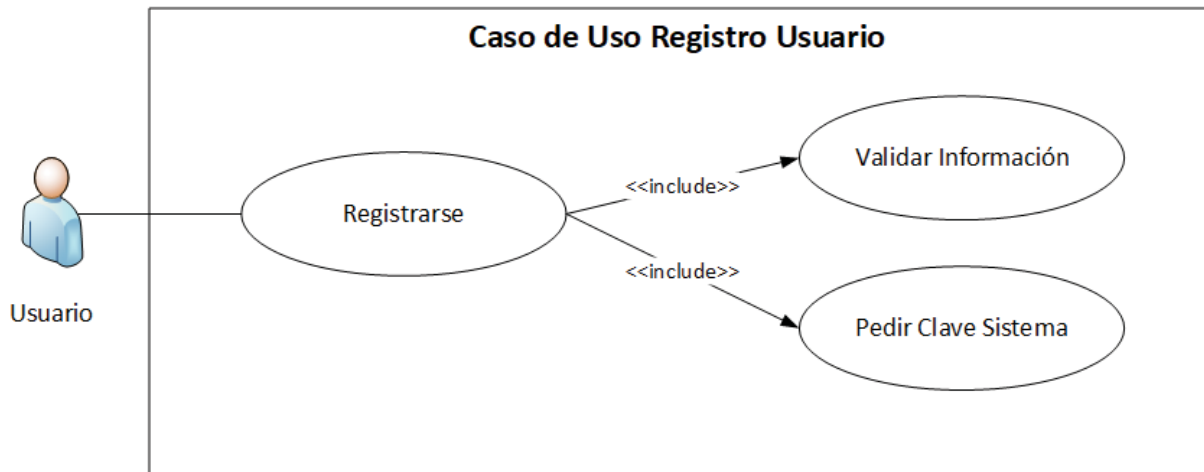 Caso de Uso Registro Usuario
Validar Información
<<include>>
Registrarse
<<include>>
Usuario
Pedir Clave Sistema